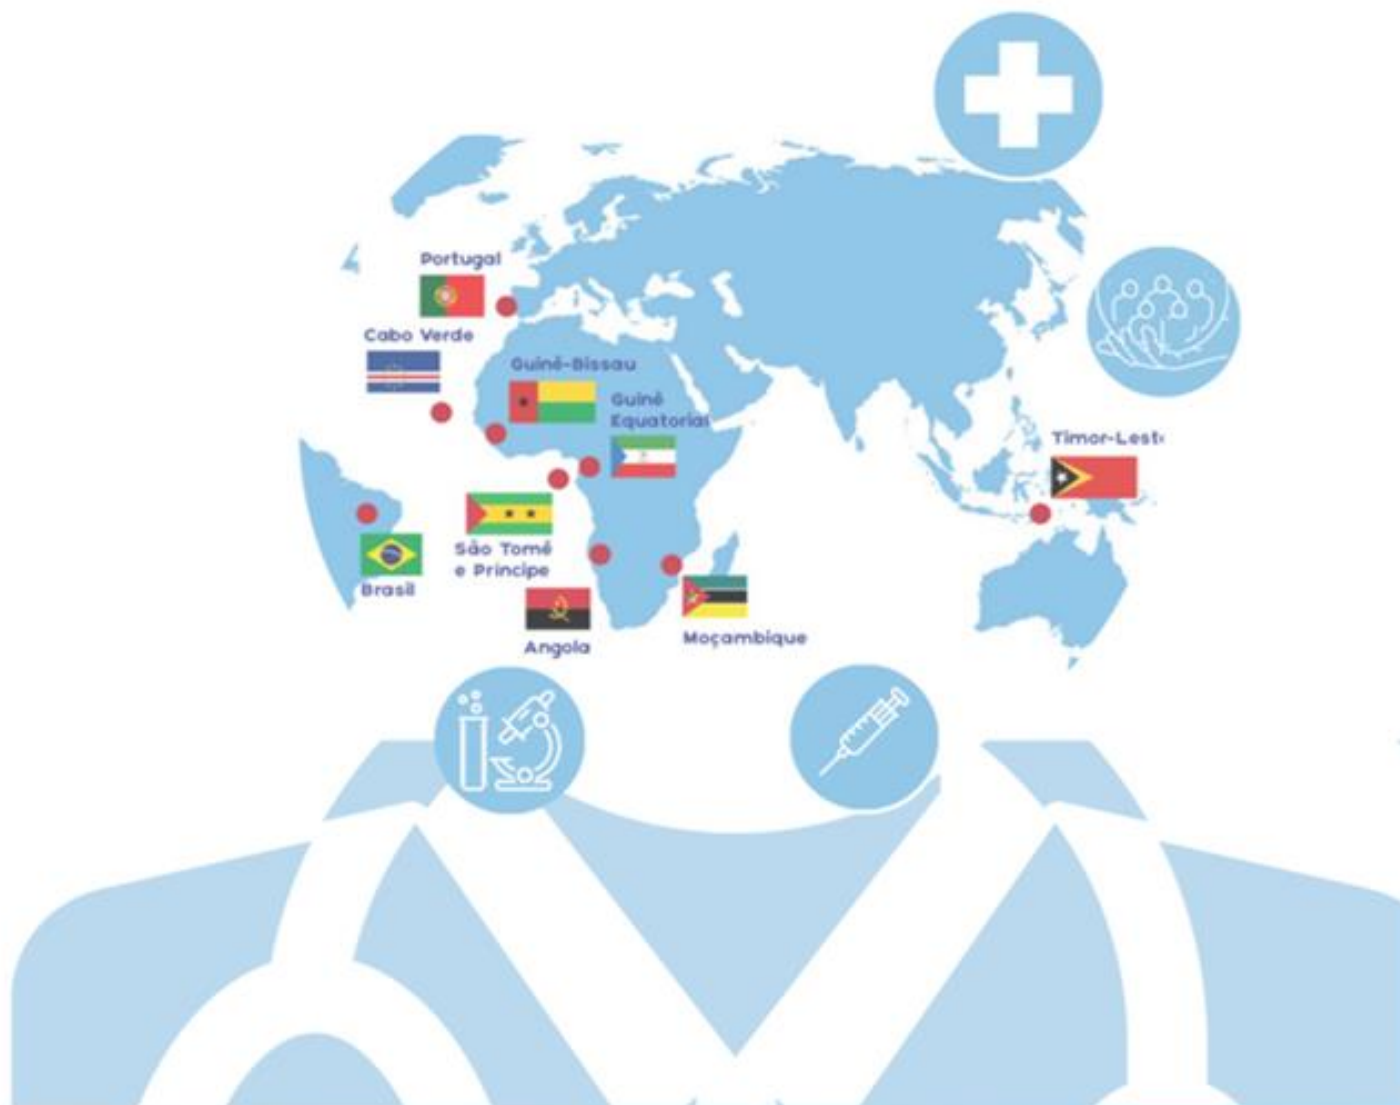 Portugal
Cabo Verde
Guiné-Bissau
Guiné
Equatorial
Timor-Leste
São Tomé
e Príncipe
Brasil
Angola
Moçambique